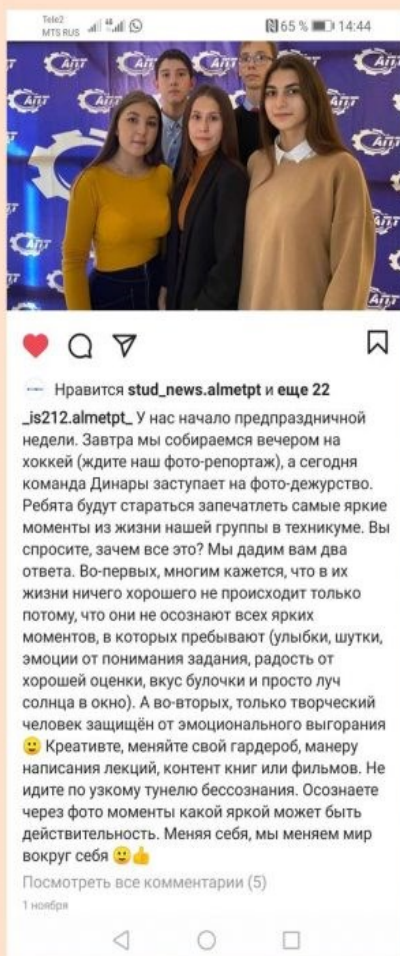 Tele2
MTS RUS
4G
65 % 14:44
АПТ АПТ АПТ АПТ АПТ
АПТ
АПТ
АПТ
Нравится stud_news.almetpt и еще 22
_is212.almetpt_ У нас начало предпраздничной
недели. Завтра мы собираемся вечером на
хоккей (ждите наш фото-репортаж), а сегодня
команда Динары заступает на фото-дежурство.
Ребята будут стараться запечатлеть самые яркие
моменты из жизни нашей группы в техникуме. Вы
спросите, зачем все это? Мы дадим вам два
ответа. Во-первых, многим кажется, что в их
жизни ничего хорошего не происходит только
потому, что они не осознают всех ярких
моментов, в которых пребывают (улыбки, шутки,
эмоции от понимания задания, радость от
хорошей оценки, вкус булочки и просто луч
солнца в окно). А во-вторых, только творческий
человек защищён от эмоционального выгорания
🙂 Креативте, меняйте свой гардероб, манеру
написания лекций, контент книг или фильмов. Не
идите по узкому тунелю бессознания. Осознаете
через фото моменты какой яркой может быть
действительность. Меняя себя, мы меняем мир
вокруг себя 🙂👍
Посмотреть все комментарии (5)
1 ноября